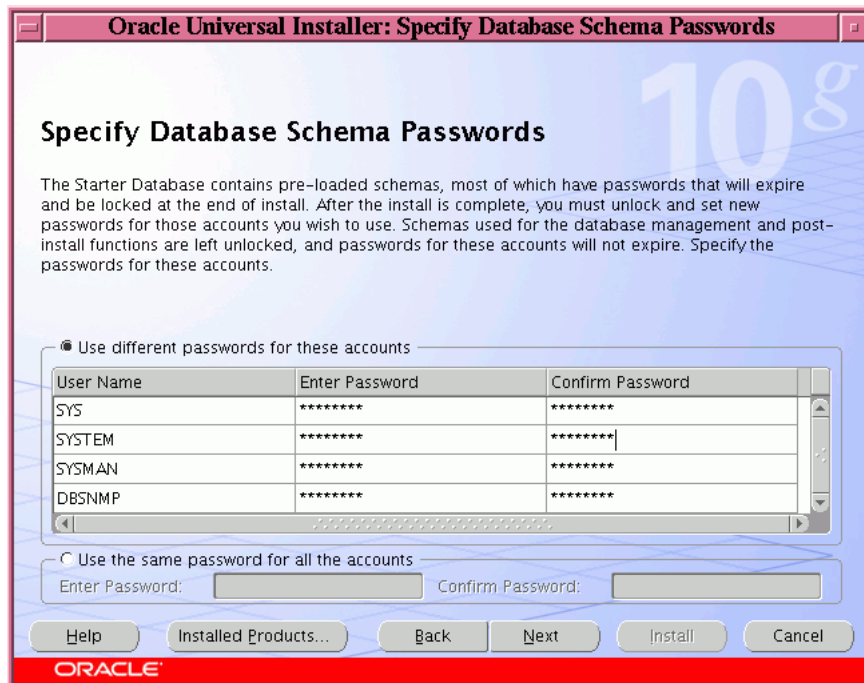 Oracle Universal Installer: Specify Database Schema Passwords
10g
Specify Database Schema Passwords
The Starter Database contains pre-loaded schemas, most of which have passwords that will expire
and be locked at the end of install. After the install is complete, you must unlock and set new
passwords for those accounts you wish to use. Schemas used for the database management and post-
install functions are left unlocked, and passwords for these accounts will not expire. Specify the
passwords for these accounts.
Use different passwords for these accounts
User Name Enter Password Confirm Password
SYS ******** ********
SYSTEM ******** ********
SYSMAN ******** ********
DBSNMP ******** ********
Use the same password for all the accounts
Enter Password: Confirm Password:
Help Installed Products... Back Next Install Cancel
ORACLE